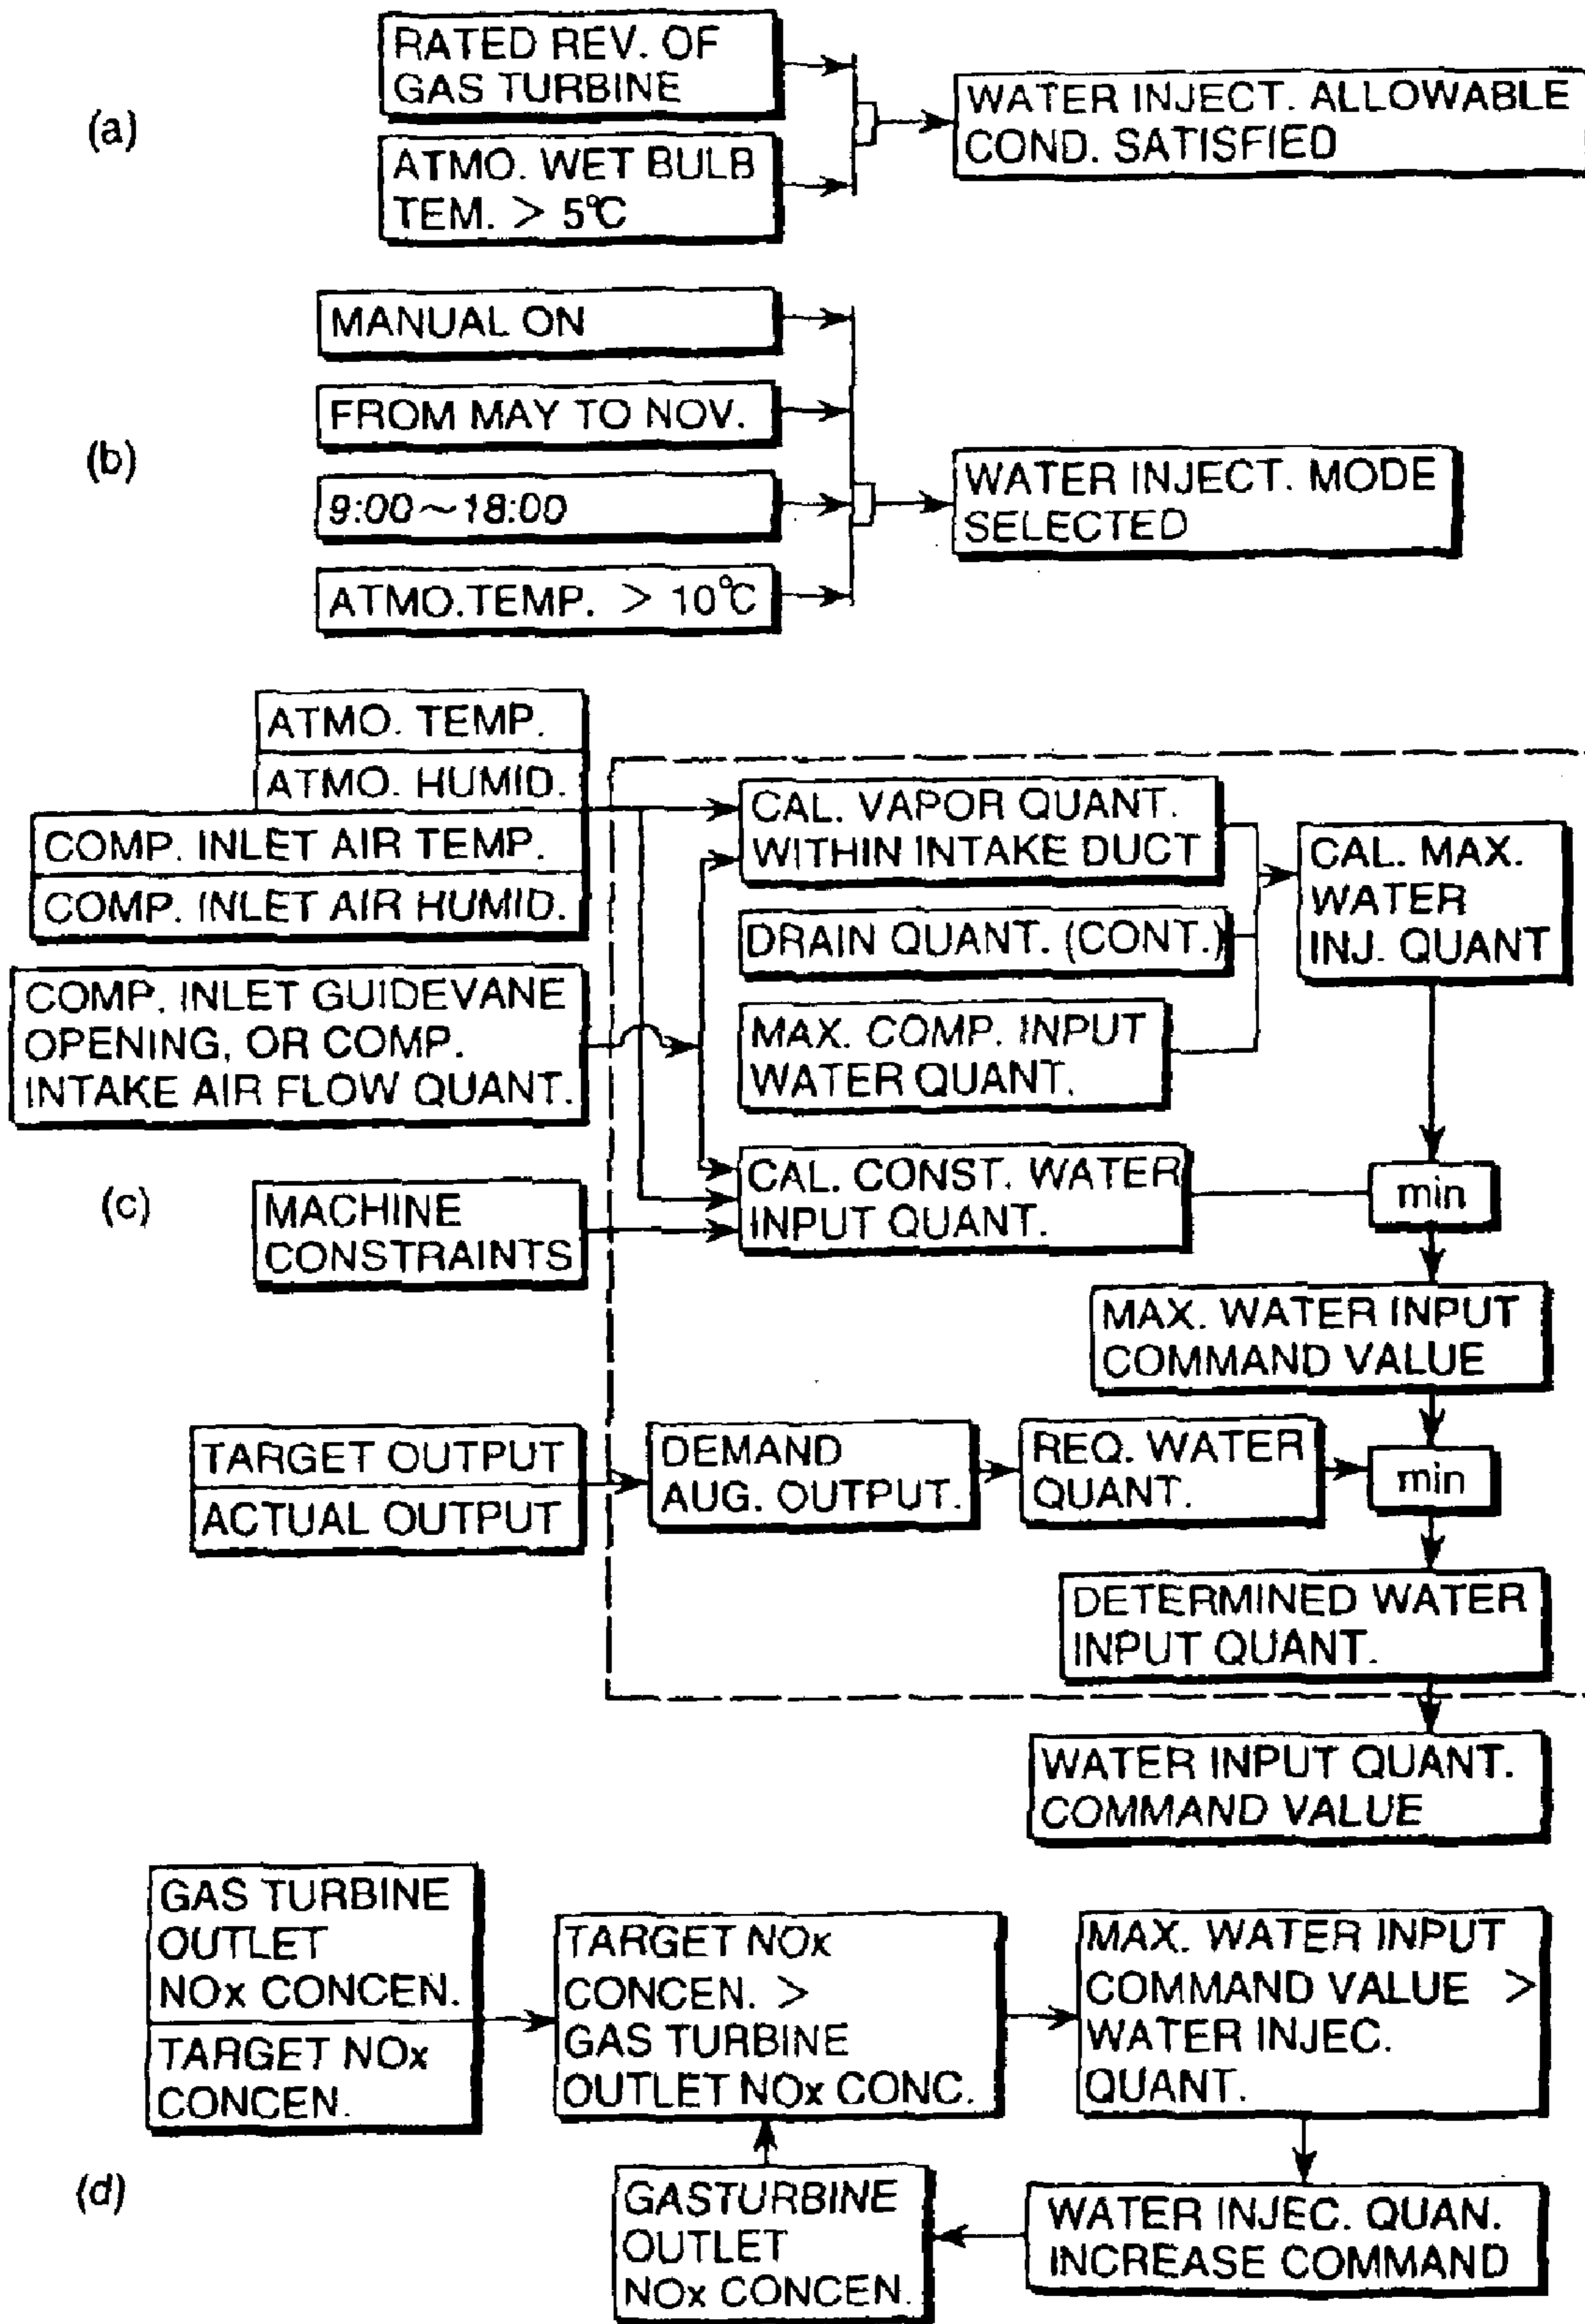 (a)
RATED REV. OF
GAS TURBINE
ATMO. WET BULB
TEM. > 5℃
WATER INJECT. ALLOWABLE
COND. SATISFIED
(b)
MANUAL ON
FROM MAY TO NOV.
9:00～18:00
ATMO.TEMP. > 10℃
WATER INJECT. MODE
SELECTED
(c)
ATMO. TEMP.
ATMO. HUMID.
COMP. INLET AIR TEMP.
COMP. INLET AIR HUMID.
COMP. INLET GUIDEVANE
OPENING, OR COMP.
INTAKE AIR FLOW QUANT.
MACHINE
CONSTRAINTS
CAL. VAPOR QUANT.
WITHIN INTAKE DUCT
DRAIN QUANT. (CONT.)
MAX. COMP. INPUT
WATER QUANT.
CAL. CONST. WATER
INPUT QUANT.
CAL. MAX.
WATER
INJ. QUANT
min
MAX. WATER INPUT
COMMAND VALUE
TARGET OUTPUT
ACTUAL OUTPUT
DEMAND
AUG. OUTPUT.
REQ. WATER
QUANT.
min
DETERMINED WATER
INPUT QUANT.
WATER INPUT QUANT.
COMMAND VALUE
(d)
GAS TURBINE
OUTLET
NOx CONCEN.
TARGET NOx
CONCEN.
TARGET NOx
CONCEN. >
GAS TURBINE
OUTLET NOx CONC.
MAX. WATER INPUT
COMMAND VALUE >
WATER INJEC.
QUANT.
GASTURBINE
OUTLET
NOx CONCEN.
WATER INJEC. QUAN.
INCREASE COMMAND